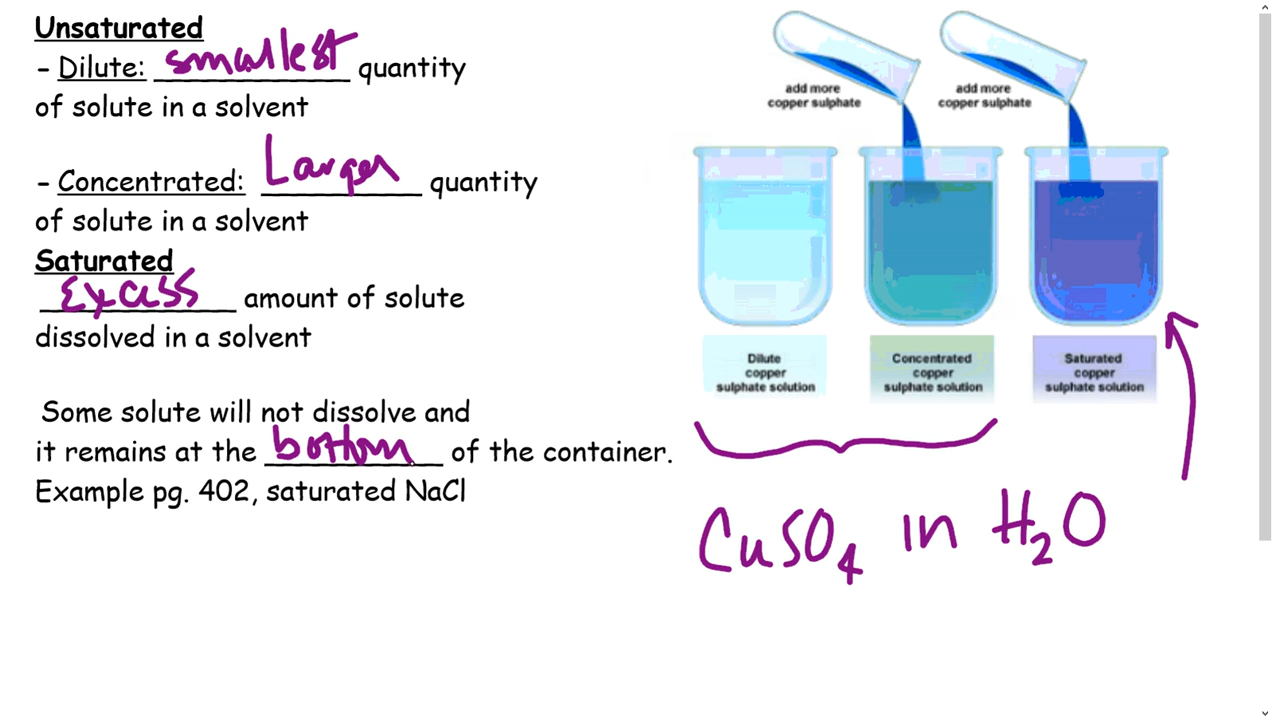 Unsaturated
- Dilute: smallest quantity
of solute in a solvent
- Concentrated: Larger quantity
of solute in a solvent
Saturated
Excess amount of solute
dissolved in a solvent
Some solute will not dissolve and
it remains at the bottom of the container.
Example pg. 402, saturated NaCl
add more
copper sulphate
add more
copper sulphate
Dilute
copper
sulphate solution
Concentrated
copper
sulphate solution
Saturated
copper
sulphate solution
CuSO4 in H2O